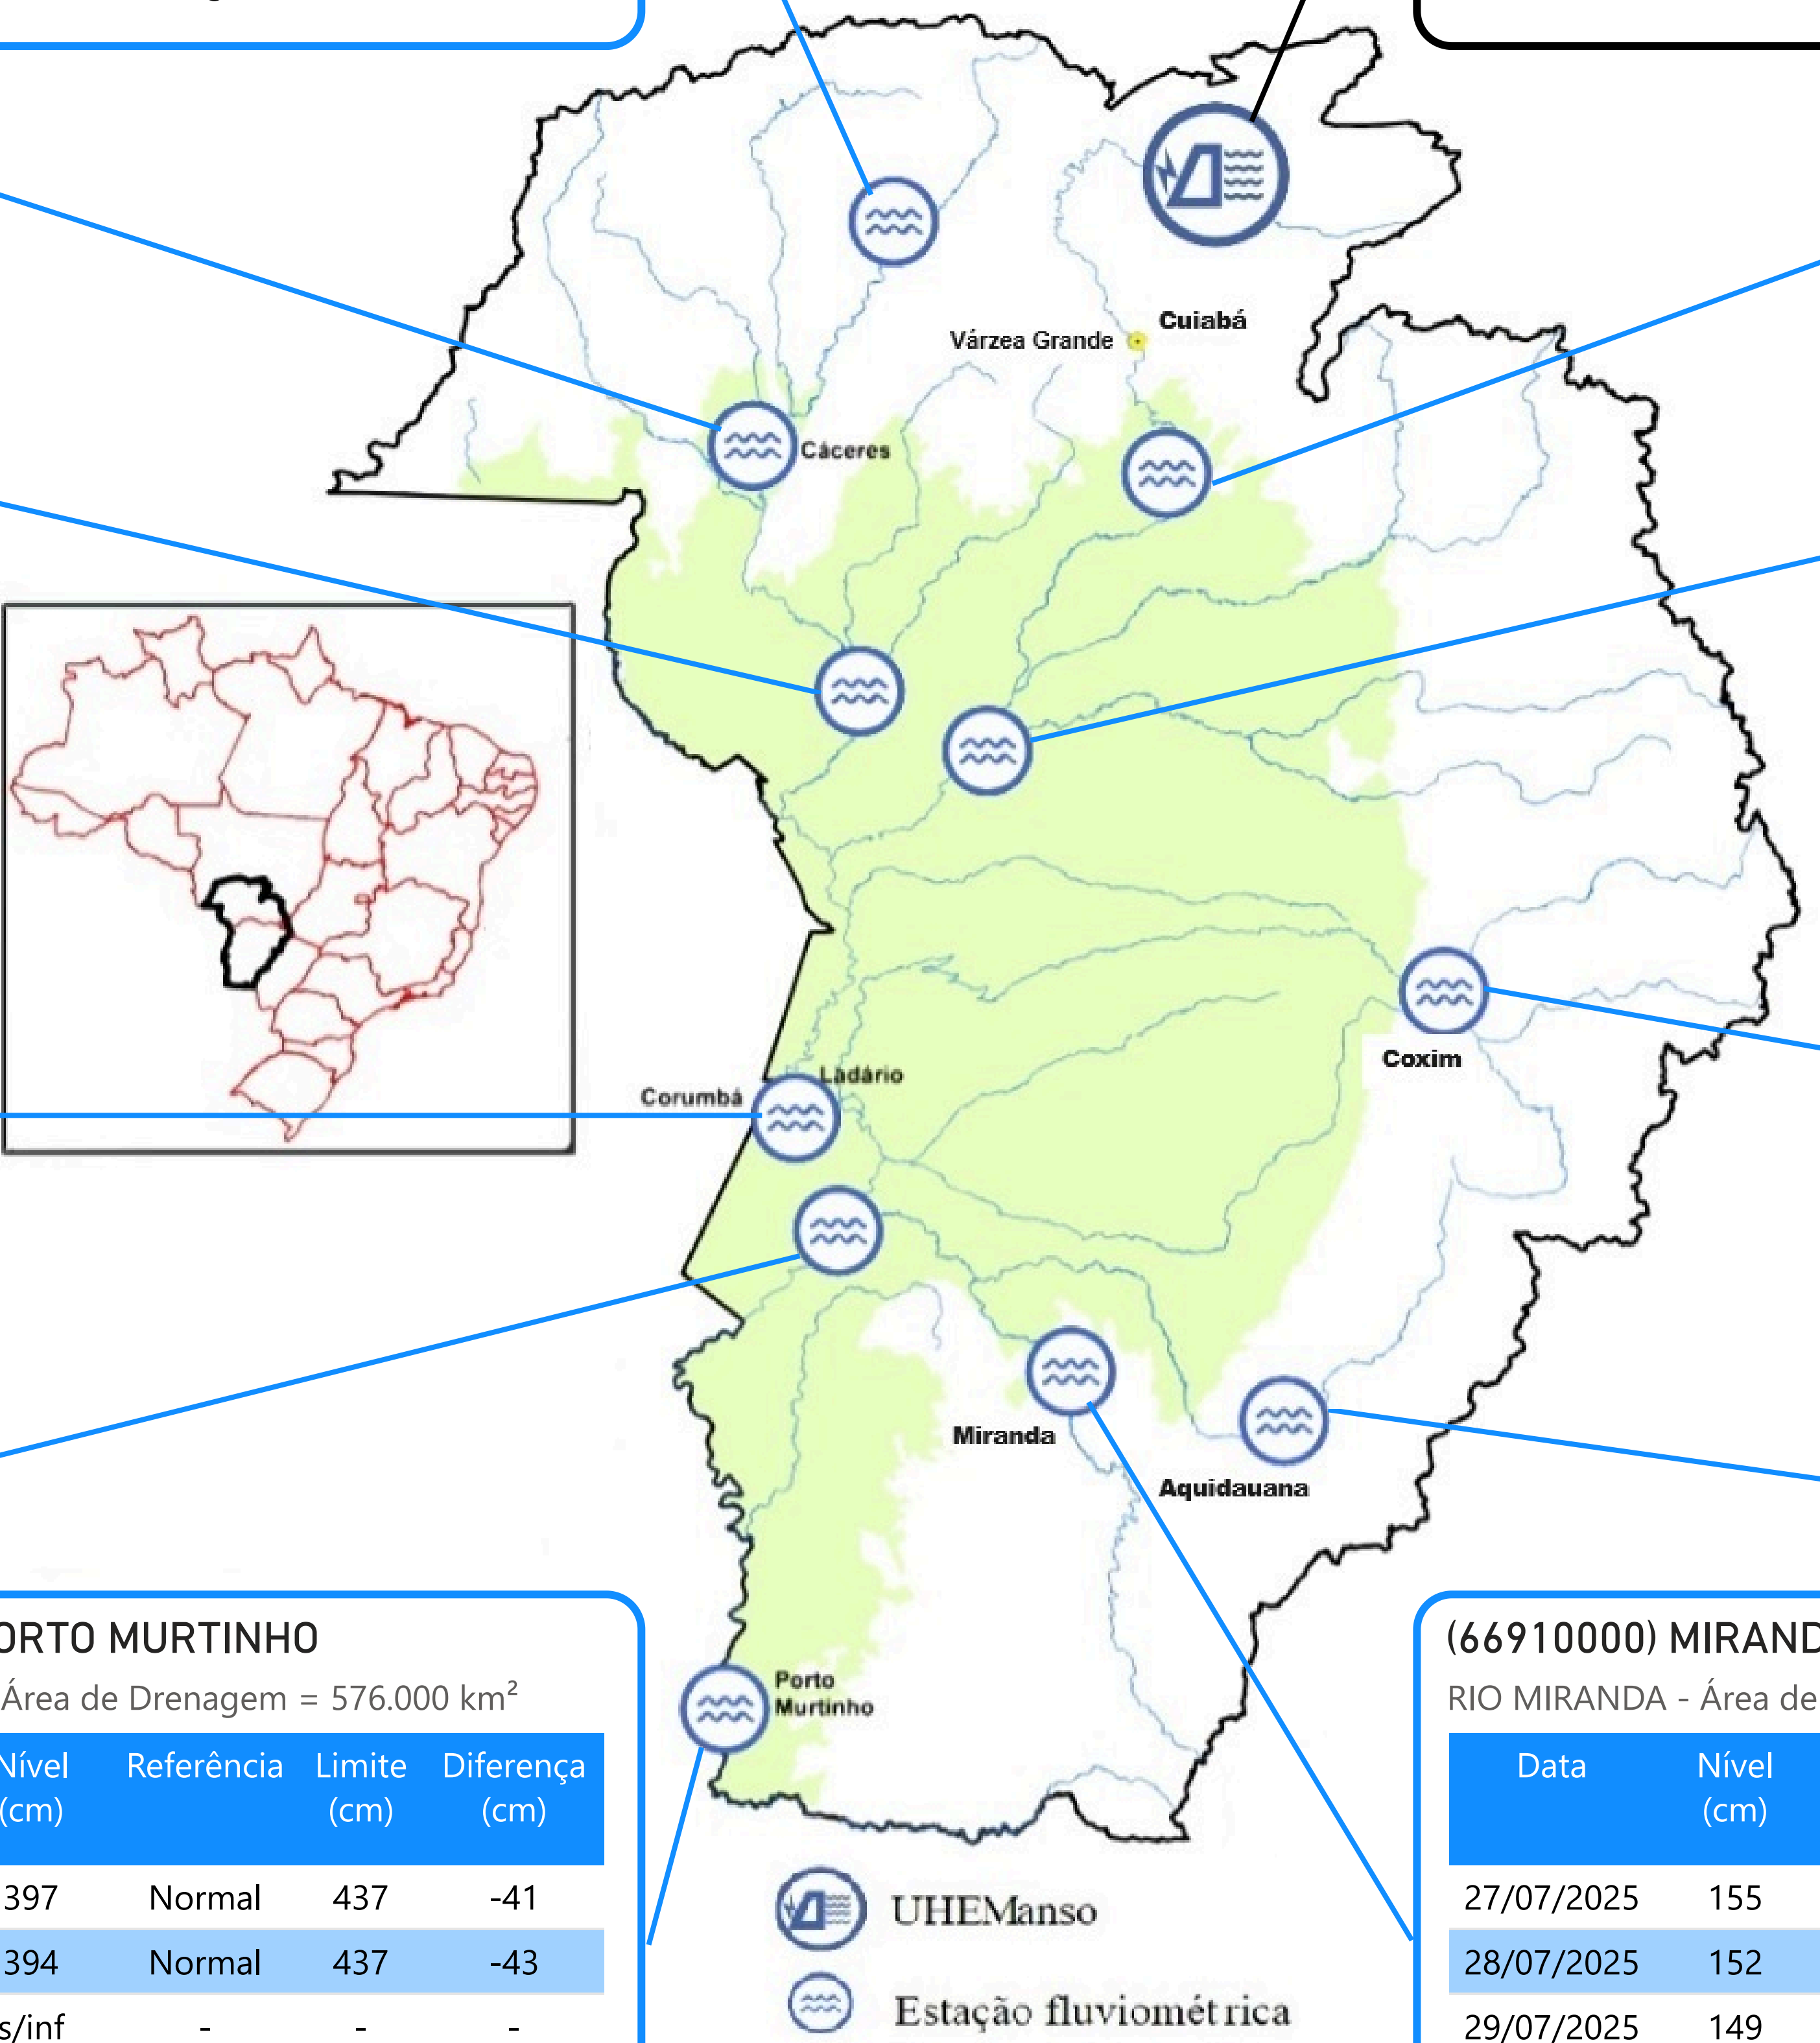 Cuiabá
Várzea Grande
Cáceres
Coxim
Ladário
Corumbá
Miranda
Aquidauana
Porto
Murtinho
UHEManso
Estação fluviométrica
ORTO MURTINHO
Área de Drenagem = 576.000 km²
Nível Referência Limite Diferença
(cm) (cm) (cm)
397 Normal 437 -41
394 Normal 437 -43
s/inf - - -
(66910000) MIRAND
RIO MIRANDA - Área de
Data Nível
(cm)
27/07/2025 155
28/07/2025 152
29/07/2025 149